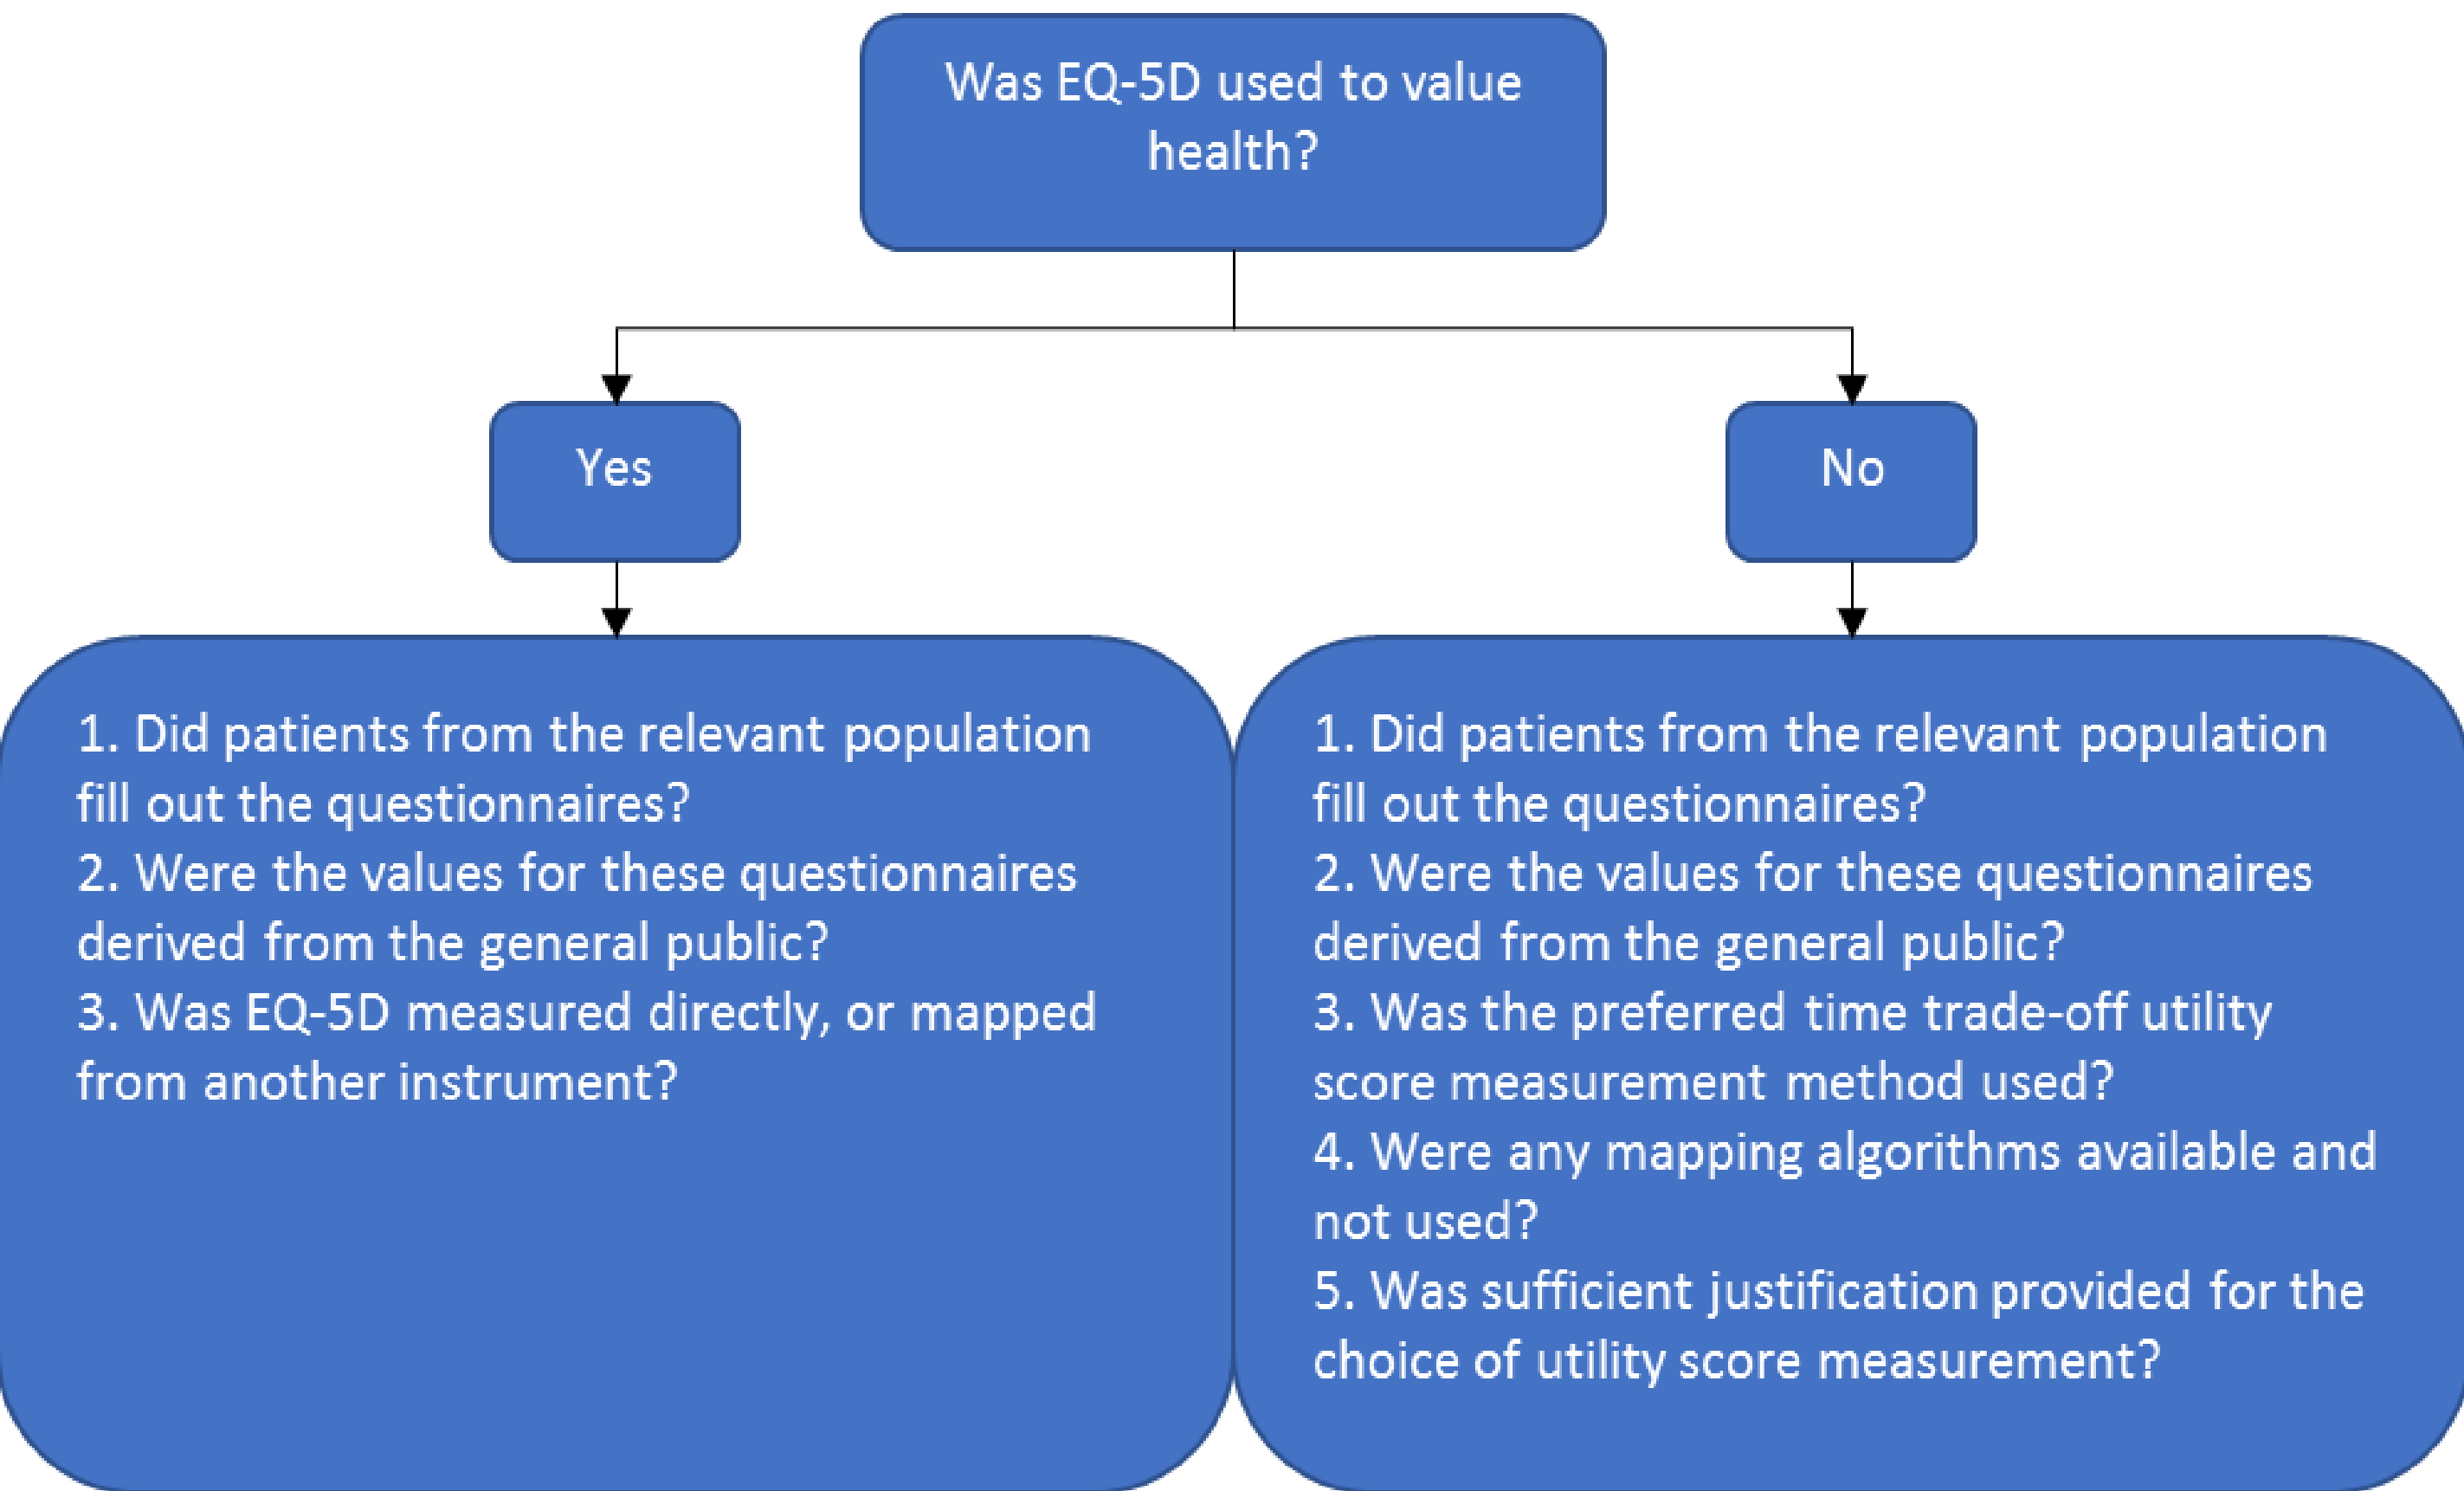 Was EQ-5D used to value
health?
Yes
No
1. Did patients from the relevant population
fill out the questionnaires?
2. Were the values for these questionnaires
derived from the general public?
3. Was EQ-5D measured directly, or mapped
from another instrument?
1. Did patients from the relevant population
fill out the questionnaires?
2. Were the values for these questionnaires
derived from the general public?
3. Was the preferred time trade-off utility
score measurement method used?
4. Were any mapping algorithms available and
not used?
5. Was sufficient justification provided for the
choice of utility score measurement?